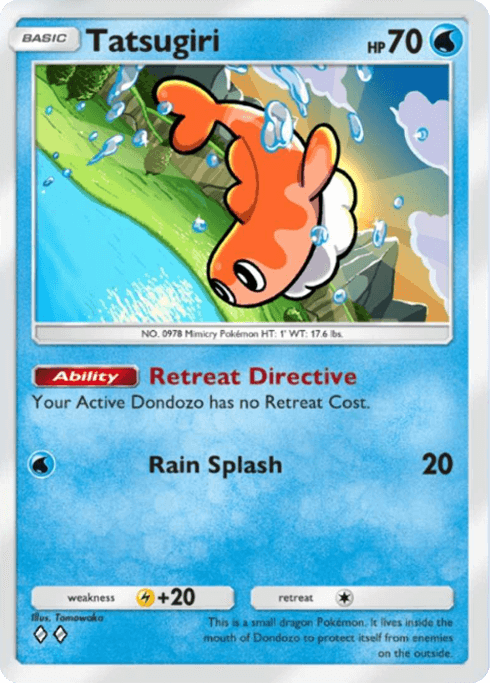 BASIC Tatsugiri HP 70
NO. 0978 Mimicry Pokémon HT: 1' WT: 17.6 lbs.
Ability Retreat Directive
Your Active Dondozo has no Retreat Cost.
Rain Splash 20
weakness +20 retreat
Illus. Tomowaka
This is a small dragon Pokémon. It lives inside the
mouth of Dondozo to protect itself from enemies
on the outside.